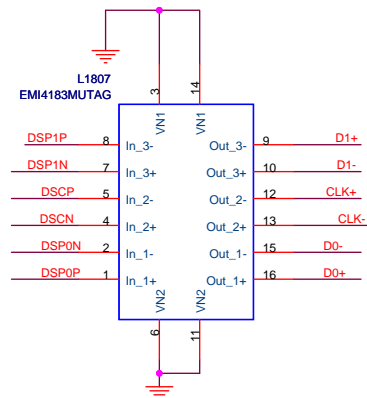 L1807
EMI4183MUTAG
3
14
VN1
VN1
DSP1P 8 In_3- Out_3- 9 D1+
DSP1N 7 In_3+ Out_3+ 10 D1-
DSCP 5 In_2- Out_2- 12 CLK+
DSCN 4 In_2+ Out_2+ 13 CLK-
DSP0N 2 In_1- Out_1- 15 D0-
DSP0P 1 In_1+ Out_1+ 16 D0+
VN2
VN2
6
11